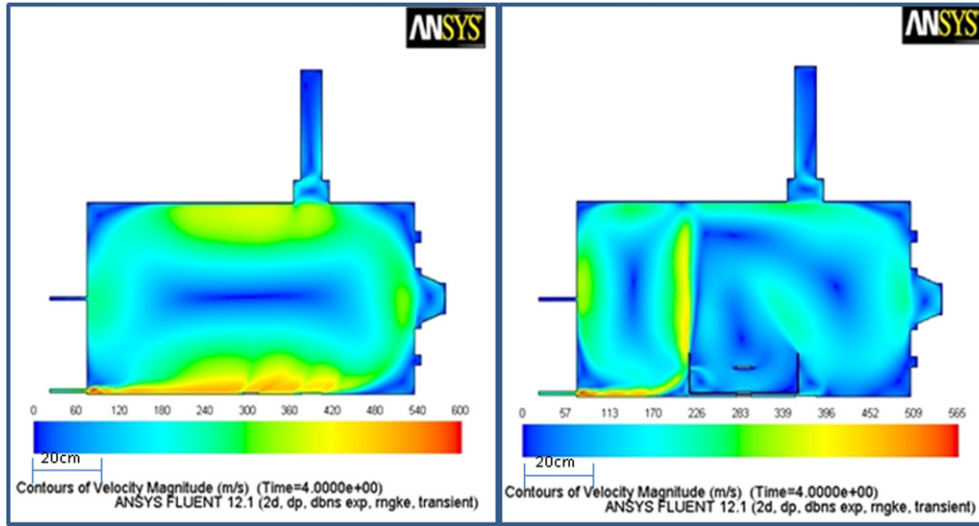 ANSYS
0 60 120 180 240 300 360 420 480 540 600
20cm
Contours of Velocity Magnitude (m/s) (Time=4.0000e+00)
ANSYS FLUENT 12.1 (2d, dp, dbns exp, rngke, transient)
ANSYS
0 57 113 170 226 283 339 396 452 509 565
20cm
Contours of Velocity Magnitude (m/s) (Time=4.0000e+00)
ANSYS FLUENT 12.1 (2d, dp, dbns exp, rngke, transient)